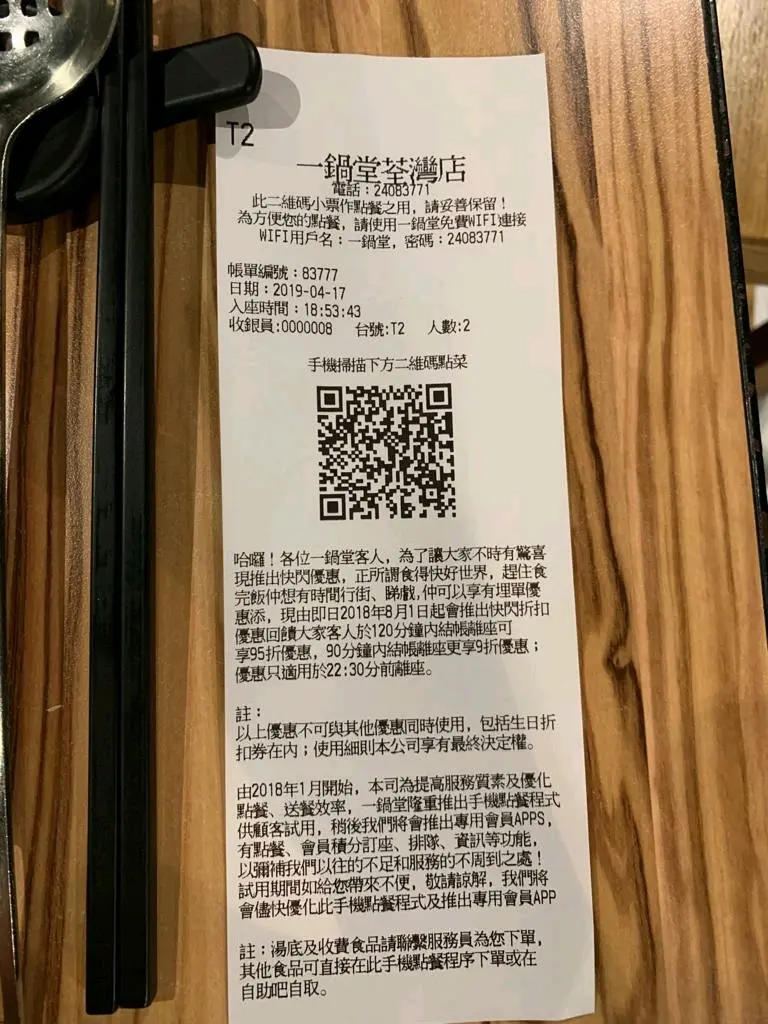 T2
一鍋堂荃灣店
電話：24083771
此二維碼小票作點餐之用，請妥善保留！
為方便您的點餐，請使用一鍋堂免費WIFI連接
WIFI用戶名：一鍋堂，密碼：24083771
帳單編號：83777
日期：2019-04-17
入座時間：18:53:43
收銀員:0000008 台號:T2 人數:2
手機掃描下方二維碼點菜
哈囉！各位一鍋堂客人，為了讓大家不時有驚喜
現推出快閃優惠，正所謂食得快好世界，趕住食
完飯仲想有時間行街、睇戲,仲可以享有埋單優
惠添，現由即日2018年8月1日起會推出快閃折扣
優惠回饋大家客人於120分鐘內結帳離座可
享95折優惠，90分鐘內結帳離座更享9折優惠；
優惠只適用於22:30分前離座。
註：
以上優惠不可與其他優惠同時使用，包括生日折
扣券在內；使用細則本公司享有最終決定權。
由2018年1月開始，本司為提高服務質素及優化
點餐、送餐效率，一鍋堂隆重推出手機點餐程式
供顧客試用，稍後我們將會推出專用會員APPS，
有點餐、會員積分訂座、排隊、資訊等功能，
以彌補我們以往的不足和服務的不周到之處！
試用期間如給您帶來不便，敬請諒解，我們將
會儘快優化此手機點餐程式及推出專用會員APP
註：湯底及收費食品請聯繫服務員為您下單，
其他食品可直接在此手機點餐程序下單或在
自助吧自取。